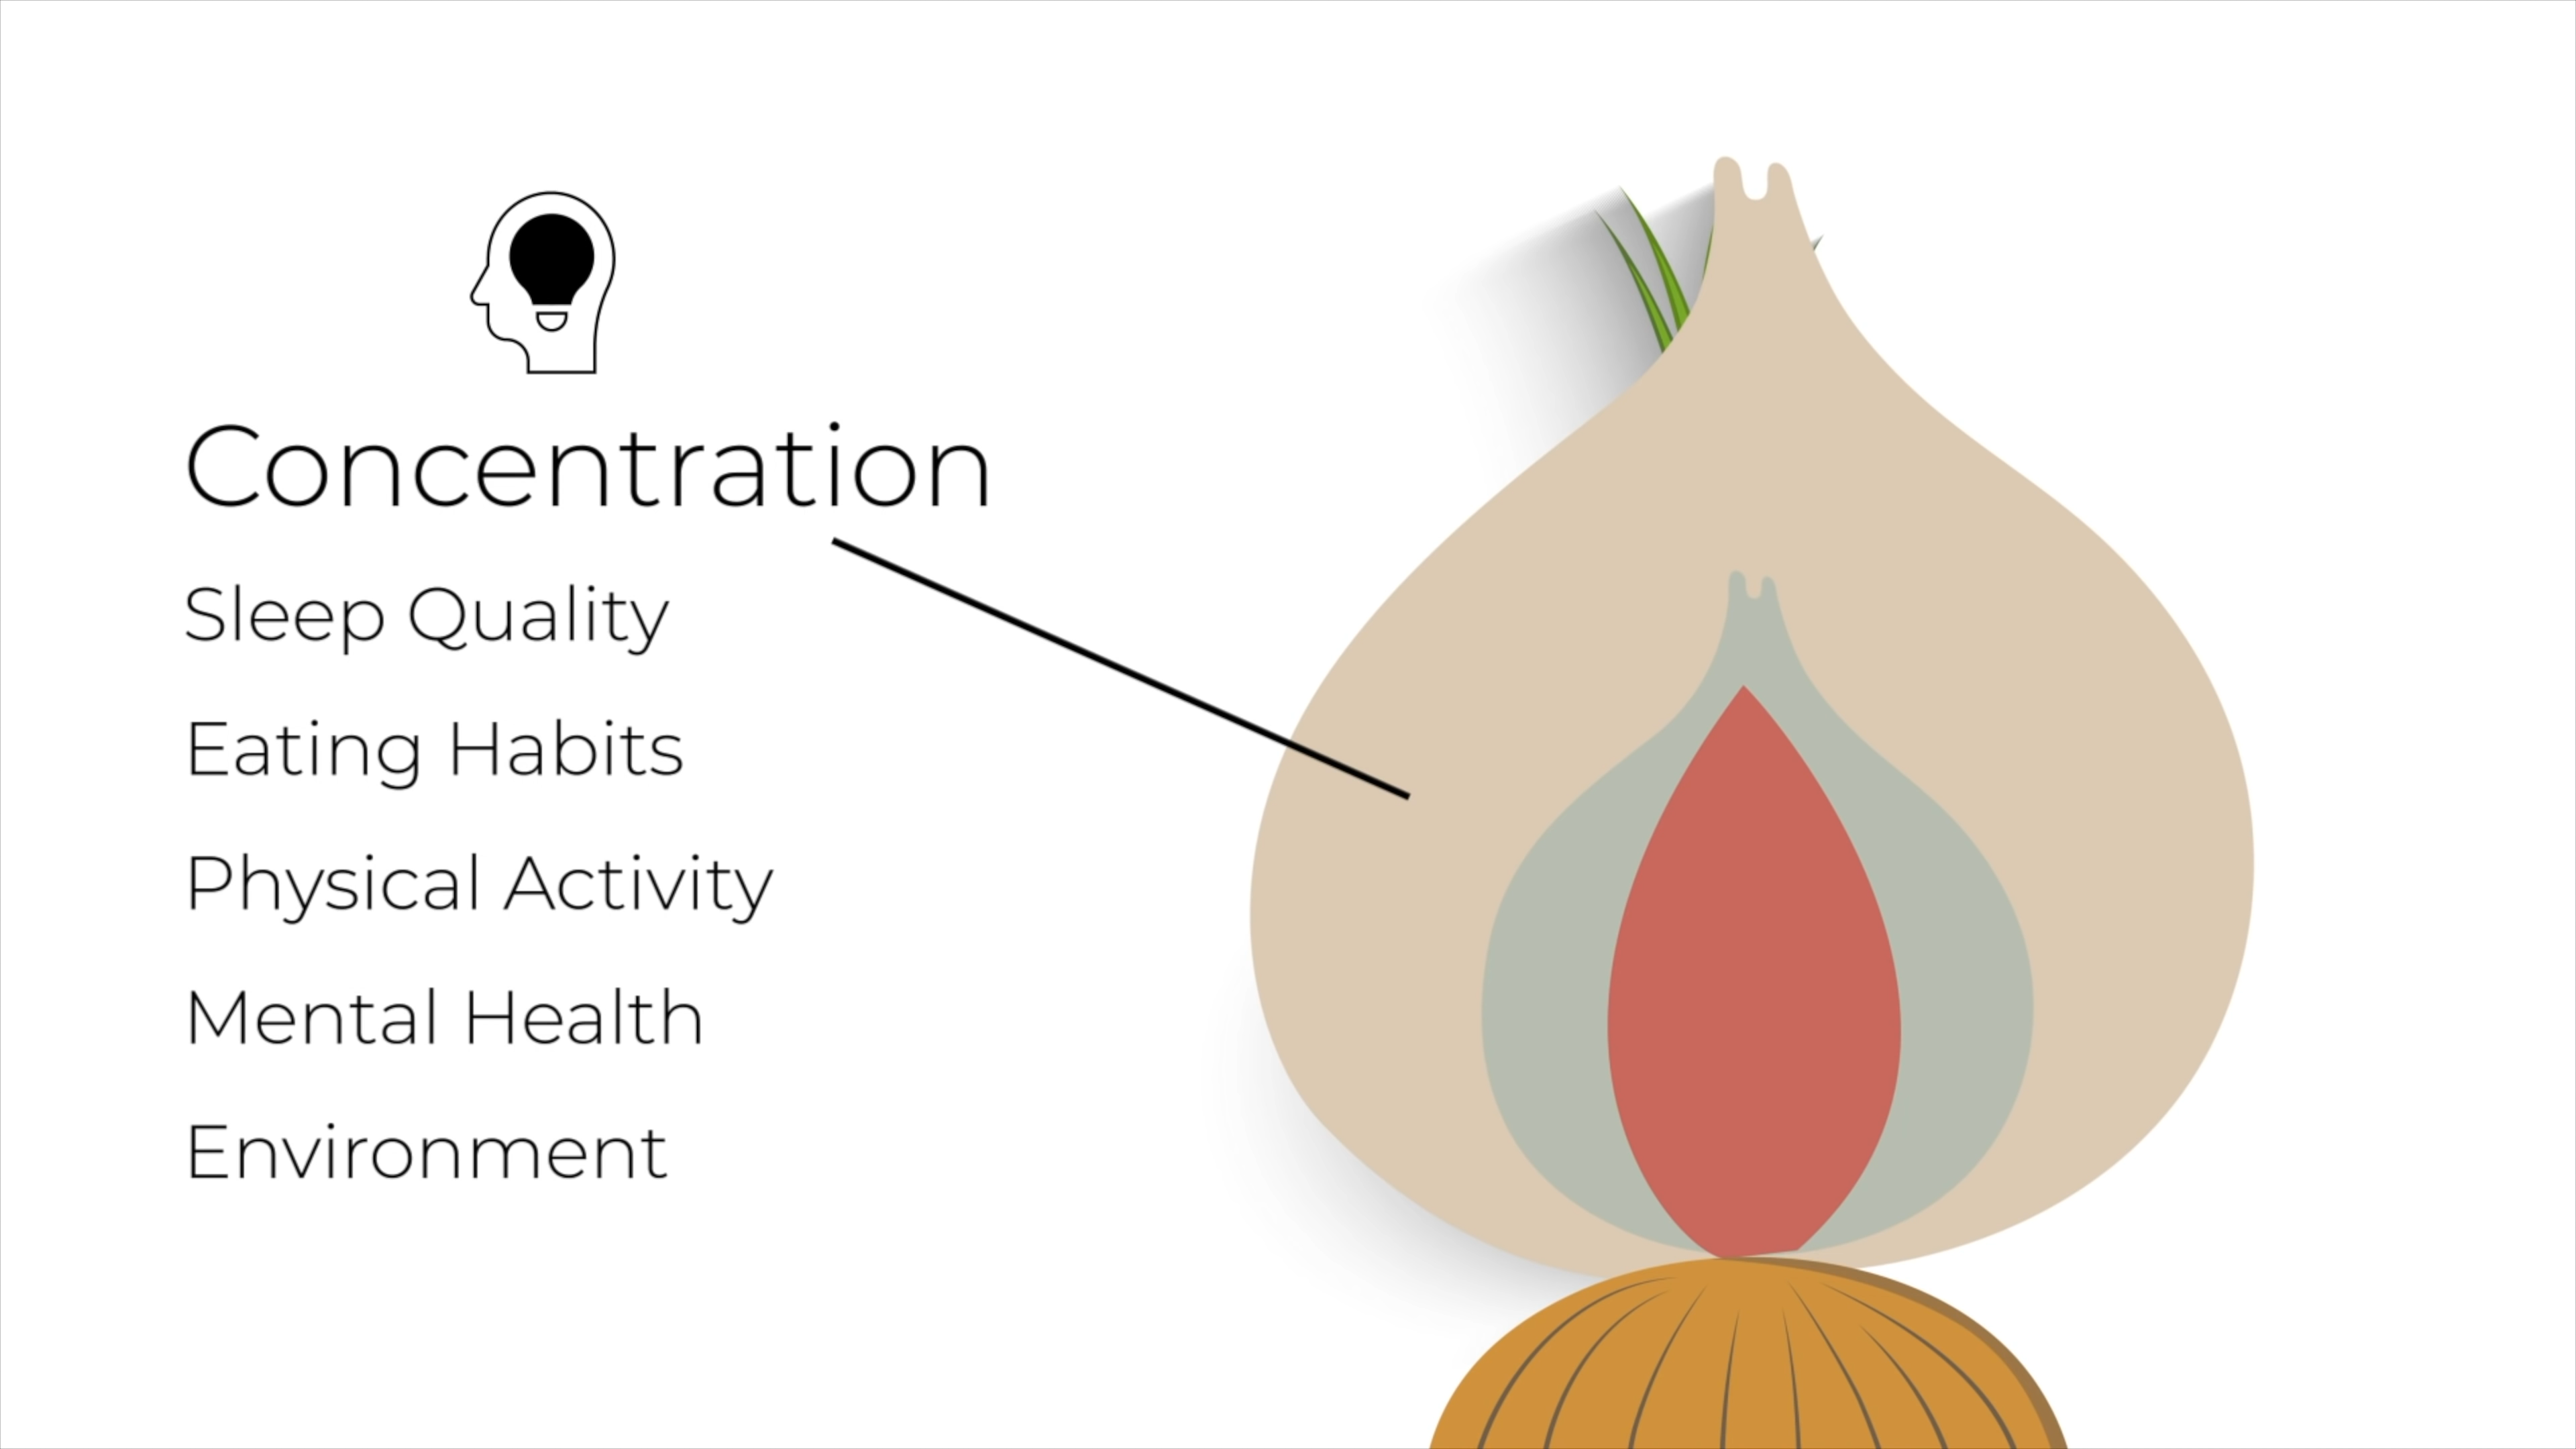 Concentration
Sleep Quality
Eating Habits
Physical Activity
Mental Health
Environment